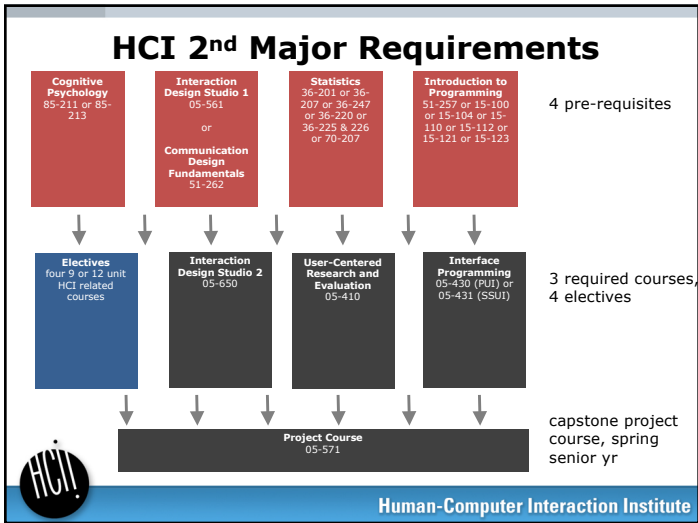 HCI 2nd Major Requirements
Cognitive
Psychology
85-211 or 85-
213
Interaction
Design Studio 1
05-561
or
Communication
Design
Fundamentals
51-262
Statistics
36-201 or 36-
207 or 36-247
or 36-220 or
36-225 & 226
or 70-207
Introduction to
Programming
51-257 or 15-100
or 15-104 or 15-
110 or 15-112 or
15-121 or 15-123
4 pre-requisites
Electives
four 9 or 12 unit
HCI related
courses
Interaction
Design Studio 2
05-650
User-Centered
Research and
Evaluation
05-410
Interface
Programming
05-430 (PUI) or
05-431 (SSUI)
3 required courses,
4 electives
Project Course
05-571
capstone project
course, spring
senior yr
HCII!
Human-Computer Interaction Institute